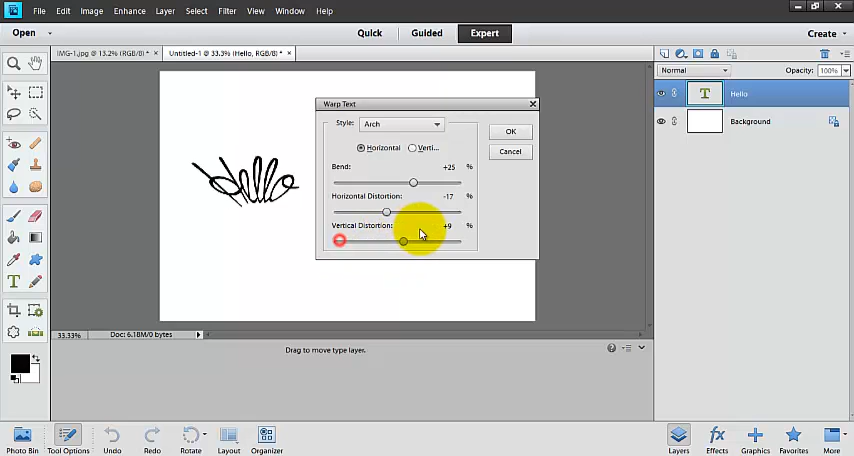 File Edit Image Enhance Layer Select Filter View Window Help
Open Quick Guided Expert Create
IMG-1.jpg @ 13.2% (RGB/8) * × Untitled-1 @ 33.3% (Hello, RGB/8) * ×
Normal Opacity: 100%
T Hello
Background
Warp Text
Style: Arch
OK
Horizontal Verti...
Cancel
Bend: +25 %
Horizontal Distortion: -17 %
Vertical Distortion: +9 %
Hello
33.33% Doc: 6.18M/0 bytes
Drag to move type layer.
Photo Bin Tool Options Undo Redo Rotate Layout Organizer Layers Effects Graphics Favorites More